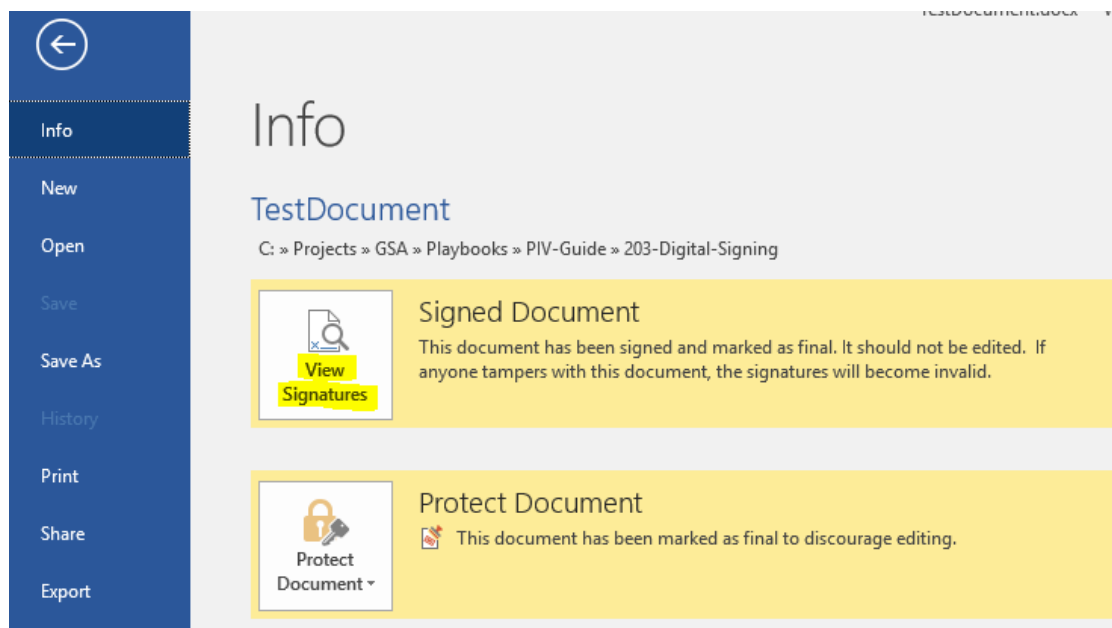 TestDocument.docx
Info
New
Open
Save
Save As
History
Print
Share
Export
Info
TestDocument
C: » Projects » GSA » Playbooks » PIV-Guide » 203-Digital-Signing
View
Signatures
Signed Document
This document has been signed and marked as final. It should not be edited. If
anyone tampers with this document, the signatures will become invalid.
Protect
Document
Protect Document
This document has been marked as final to discourage editing.